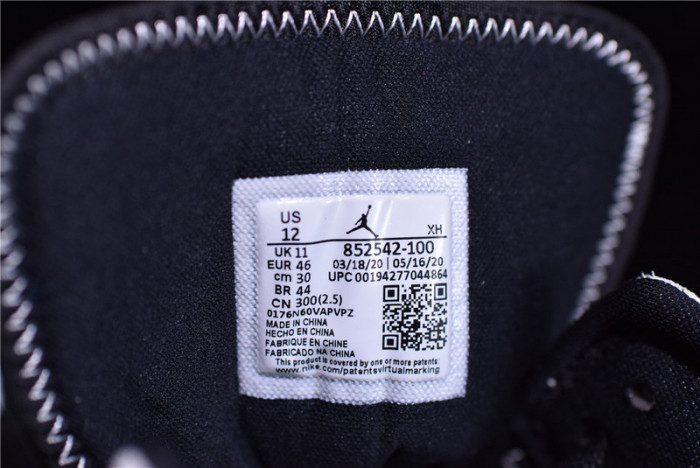 US
12
XH
UK 11
852542-100
EUR 46
03/18/20 | 05/16/20
cm 30
UPC 00194277044864
BR 44
CN 300(2.5)
0176N60VAPVPZ
MADE IN CHINA
HECHO EN CHINA
FABRIQUE EN CHINE
FABRICADO NA CHINA
This product is covered by one or more patents:
www.nike.com/patentsvirtualmarking